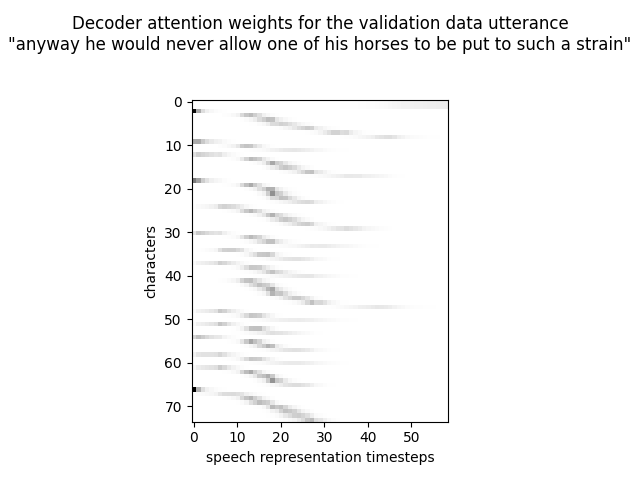 Decoder attention weights for the validation data utterance
"anyway he would never allow one of his horses to be put to such a strain"
0
10
20
30
40
50
60
70
characters
0 10 20 30 40 50
speech representation timesteps